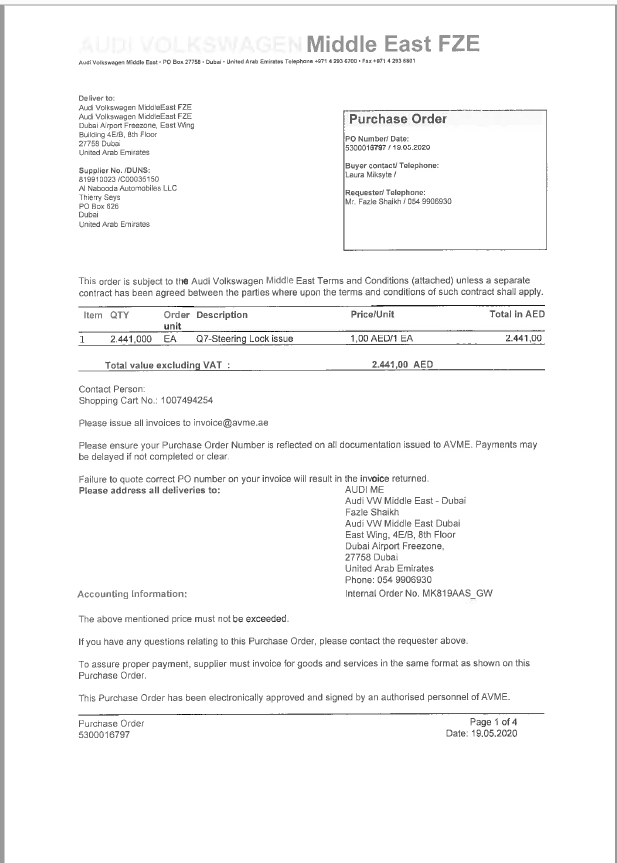 AUDI VOLKSWAGEN Middle East FZE
Audi Volkswagen Middle East • PO Box 27758 • Dubai • United Arab Emirates Telephone +971 4 293 6700 • Fax +971 4 293 6801
Deliver to:
Audi Volkswagen MiddleEast FZE
Audi Volkswagen MiddleEast FZE
Dubai Airport Freezone, East Wing
Building 4E/B, 8th Floor
27758 Dubai
United Arab Emirates
Supplier No. /DUNS:
819910023 /C00035150
Al Nabooda Automobiles LLC
Thierry Seys
PO Box 626
Dubai
United Arab Emirates
Purchase Order
PO Number/ Date:
5300016797 / 19.05.2020
Buyer contact/ Telephone:
Laura Miksyte /
Requester/ Telephone:
Mr. Fazle Shaikh / 054 9906930
This order is subject to the Audi Volkswagen Middle East Terms and Conditions (attached) unless a separate
contract has been agreed between the parties where upon the terms and conditions of such contract shall apply.
Item QTY Order Description Price/Unit Total in AED
unit
1 2.441,000 EA Q7-Steering Lock issue 1,00 AED/1 EA 2.441,00
Total value excluding VAT : 2.441,00 AED
Contact Person:
Shopping Cart No.: 1007494254
Please issue all invoices to invoice@avme.ae
Please ensure your Purchase Order Number is reflected on all documentation issued to AVME. Payments may
be delayed if not completed or clear.
Failure to quote correct PO number on your invoice will result in the invoice returned.
Please address all deliveries to: AUDI ME
Audi VW Middle East - Dubai
Fazle Shaikh
Audi VW Middle East Dubai
East Wing, 4E/B, 8th Floor
Dubai Airport Freezone,
27758 Dubai
United Arab Emirates
Phone: 054 9906930
Accounting Information: Internal Order No. MK819AAS_GW
The above mentioned price must not be exceeded.
If you have any questions relating to this Purchase Order, please contact the requester above.
To assure proper payment, supplier must invoice for goods and services in the same format as shown on this
Purchase Order.
This Purchase Order has been electronically approved and signed by an authorised personnel of AVME.
Purchase Order Page 1 of 4
5300016797 Date: 19.05.2020